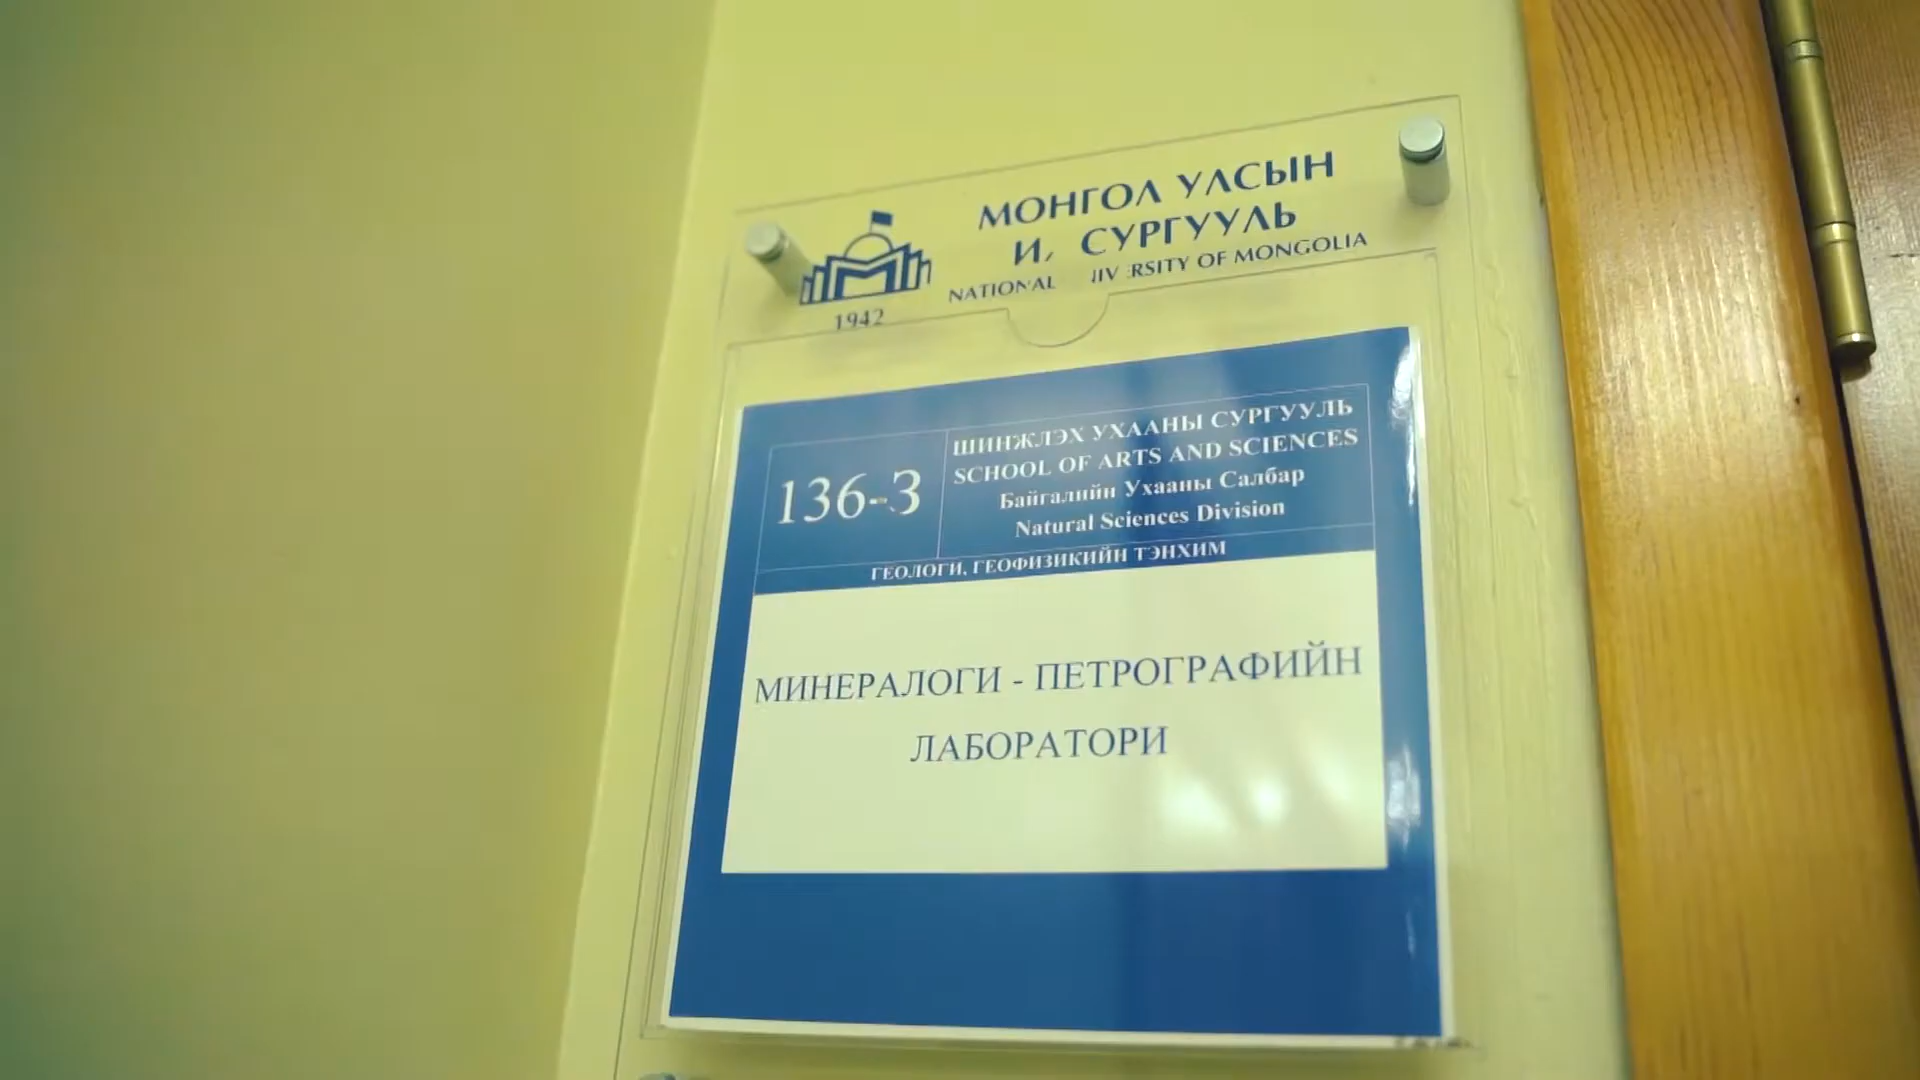 МОНГОЛ УЛСЫН
СУРГУУЛЬ
NATIONAL OF MONGOLIA
1942
136-3
ШИНЖЛЭХ УХААНЫ СУРГУУЛЬ
SCHOOL OF ARTS AND SCIENCES
Байгалийн Ухааны Салбар
Natural Sciences Division
ГЕОЛОГИ, ГЕОФИЗИКИЙН ТЭНХИМ
МИНЕРАЛОГИ - ПЕТРОГРАФИЙН
ЛАБОРАТОРИ